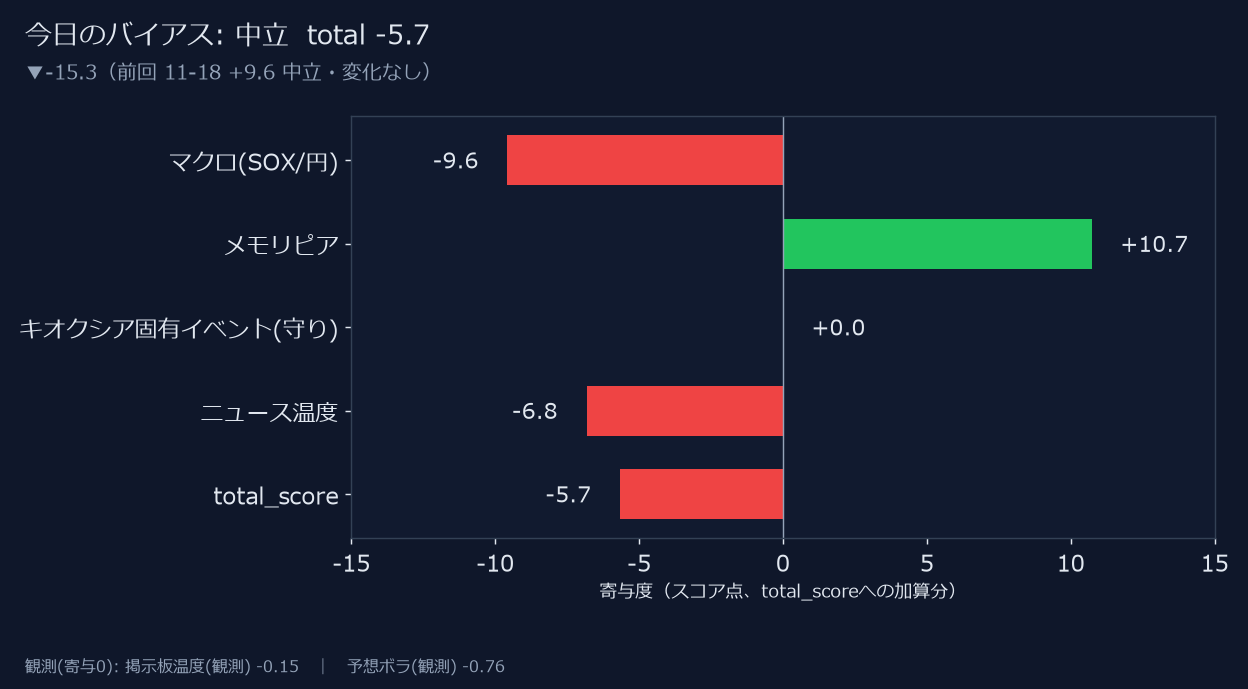 今日のバイアス: 中立  total -5.7
▼-15.3（前回 11-18 +9.6 中立・変化なし）
マクロ(SOX/円)
-9.6
メモリピア
+10.7
キオクシア固有イベント(守り)
+0.0
ニュース温度
-6.8
total_score
-5.7
-15 -10 -5 0 5 10 15
寄与度（スコア点、total_scoreへの加算分）
観測(寄与0): 掲示板温度(観測) -0.15 ｜ 予想ボラ(観測) -0.76